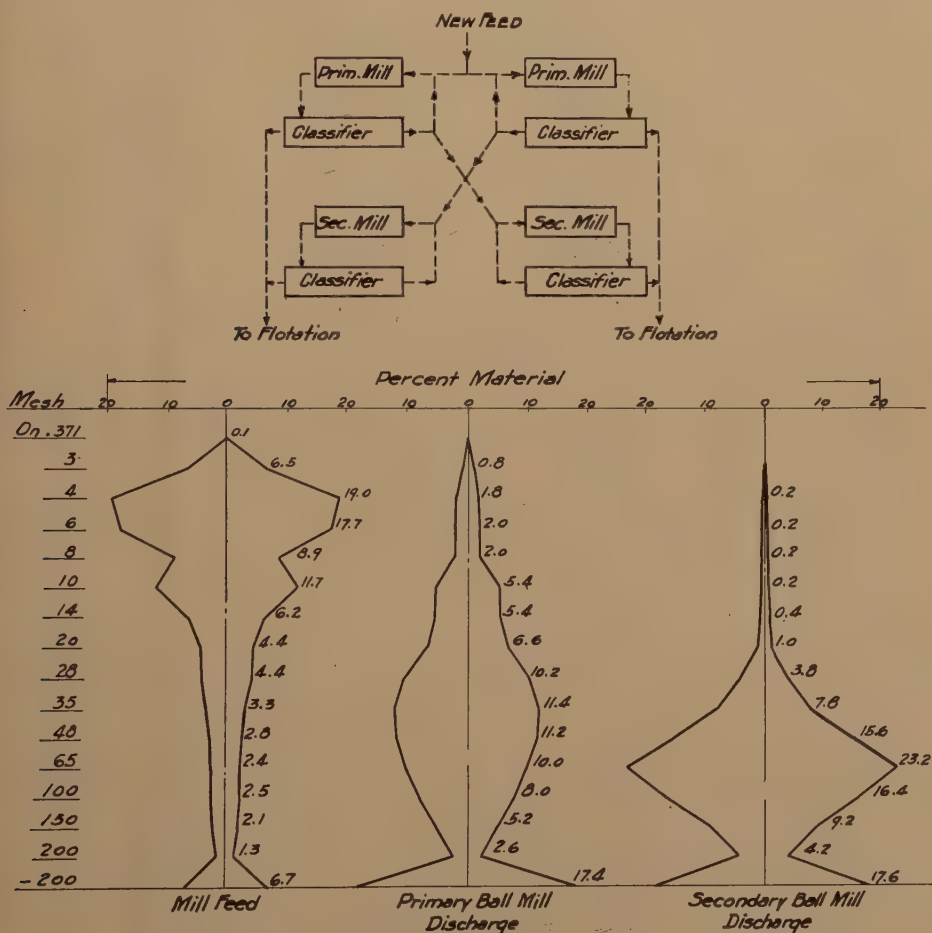 NEW FEED
Prim. Mill Prim. Mill
Classifier Classifier
Sec. Mill Sec. Mill
Classifier Classifier
To Flotation To Flotation
Percent Material
Mesh 20 10 0 10 20 10 0 10 20 10 0 10 20
On .371 0.1
3 6.5 0.8
4 19.0 1.8 0.2
6 17.7 2.0 0.2
8 8.9 2.0 0.2
10 11.7 5.4 0.2
14 6.2 5.4 0.4
20 4.4 6.6 1.0
28 4.4 10.2 3.8
35 3.3 11.4 7.8
48 2.8 11.2 15.6
65 2.4 10.0 23.2
100 2.5 8.0 16.4
150 2.1 5.2 9.2
200 1.3 2.6 4.2
-200 6.7 17.4 17.6
Mill Feed Primary Ball Mill Secondary Ball Mill
Discharge Discharge